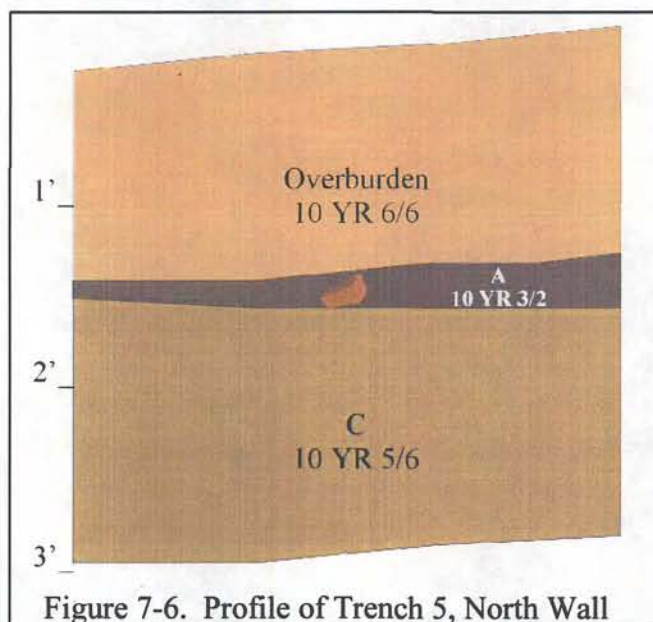 Overburden
10 YR 6/6
1'
A
10 YR 3/2
2'
C
10 YR 5/6
3'
Figure 7-6. Profile of Trench 5, North Wall